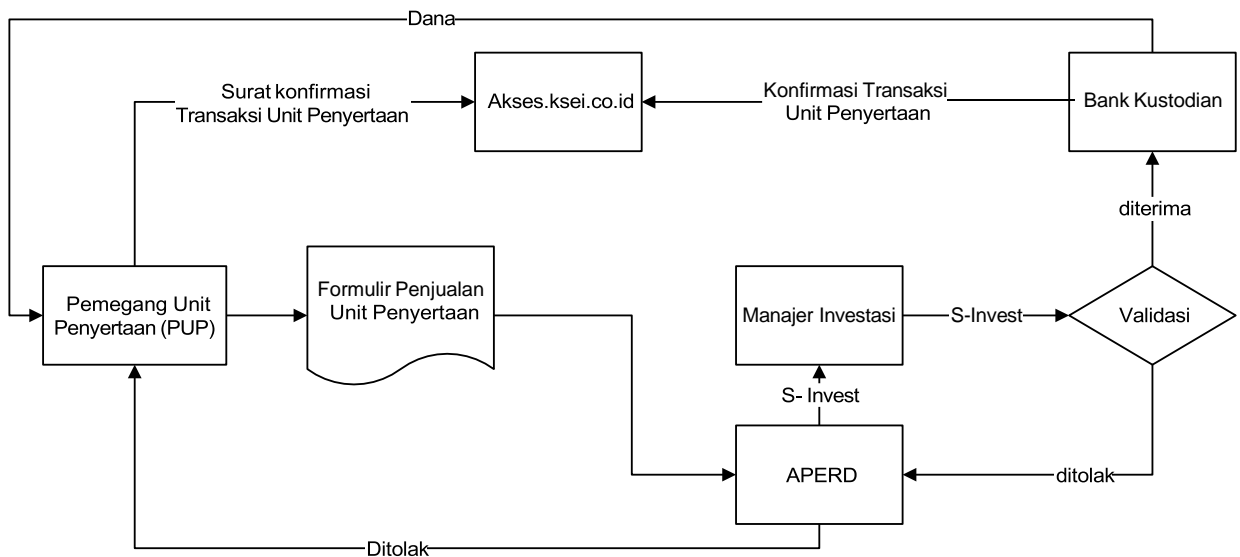 Dana
Surat konfirmasi
Transaksi Unit Penyertaan
Akses.ksei.co.id
Konfirmasi Transaksi
Unit Penyertaan
Bank Kustodian
diterima
Pemegang Unit
Penyertaan (PUP)
Formulir Penjualan
Unit Penyertaan
Manajer Investasi
S-Invest
Validasi
S- Invest
APERD
ditolak
Ditolak